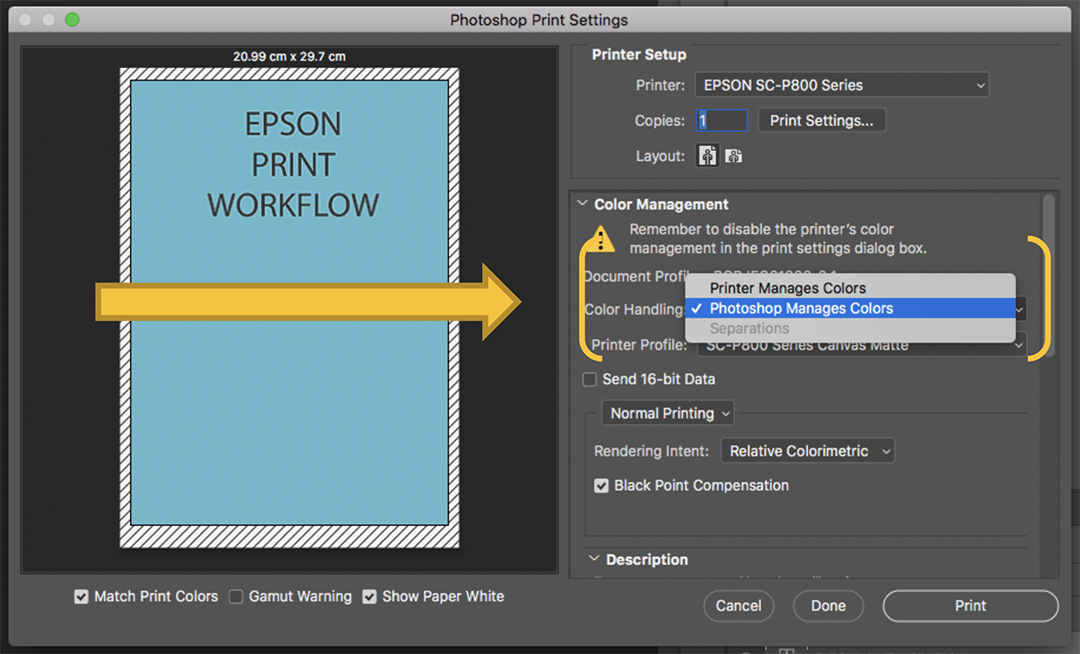 Photoshop Print Settings
20.99 cm x 29.7 cm
EPSON
PRINT
WORKFLOW
Match Print Colors
Gamut Warning
Show Paper White
Printer Setup
Printer: EPSON SC-P800 Series
Copies: 1 Print Settings...
Layout:
Color Management
Remember to disable the printer's color
management in the print settings dialog box.
Document Profil
Printer Manages Colors
Color Handling: ✓ Photoshop Manages Colors
Separations
Printer Profile: SC-P800 Series Canvas Matte
Send 16-bit Data
Normal Printing
Rendering Intent: Relative Colorimetric
Black Point Compensation
Description
Cancel Done Print